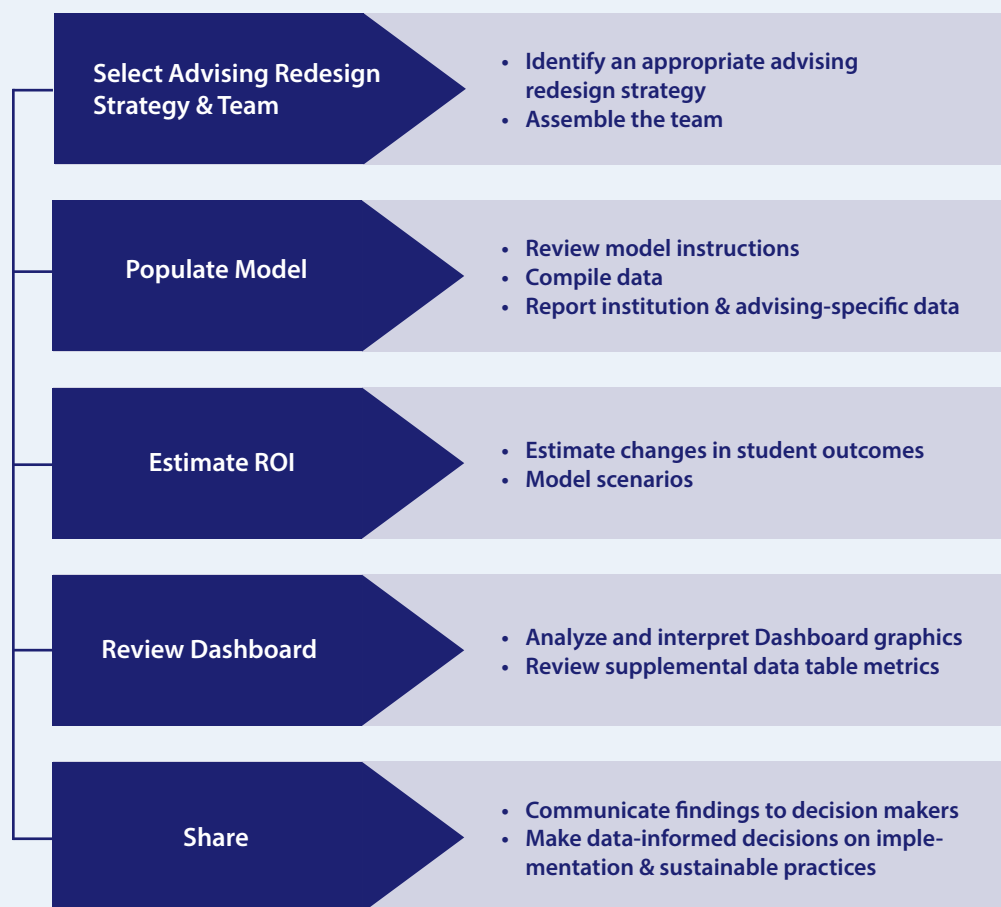 Select Advising Redesign
Strategy & Team
• Identify an appropriate advising
redesign strategy
• Assemble the team
Populate Model
• Review model instructions
• Compile data
• Report institution & advising-specific data
Estimate ROI
• Estimate changes in student outcomes
• Model scenarios
Review Dashboard
• Analyze and interpret Dashboard graphics
• Review supplemental data table metrics
Share
• Communicate findings to decision makers
• Make data-informed decisions on imple-
mentation & sustainable practices